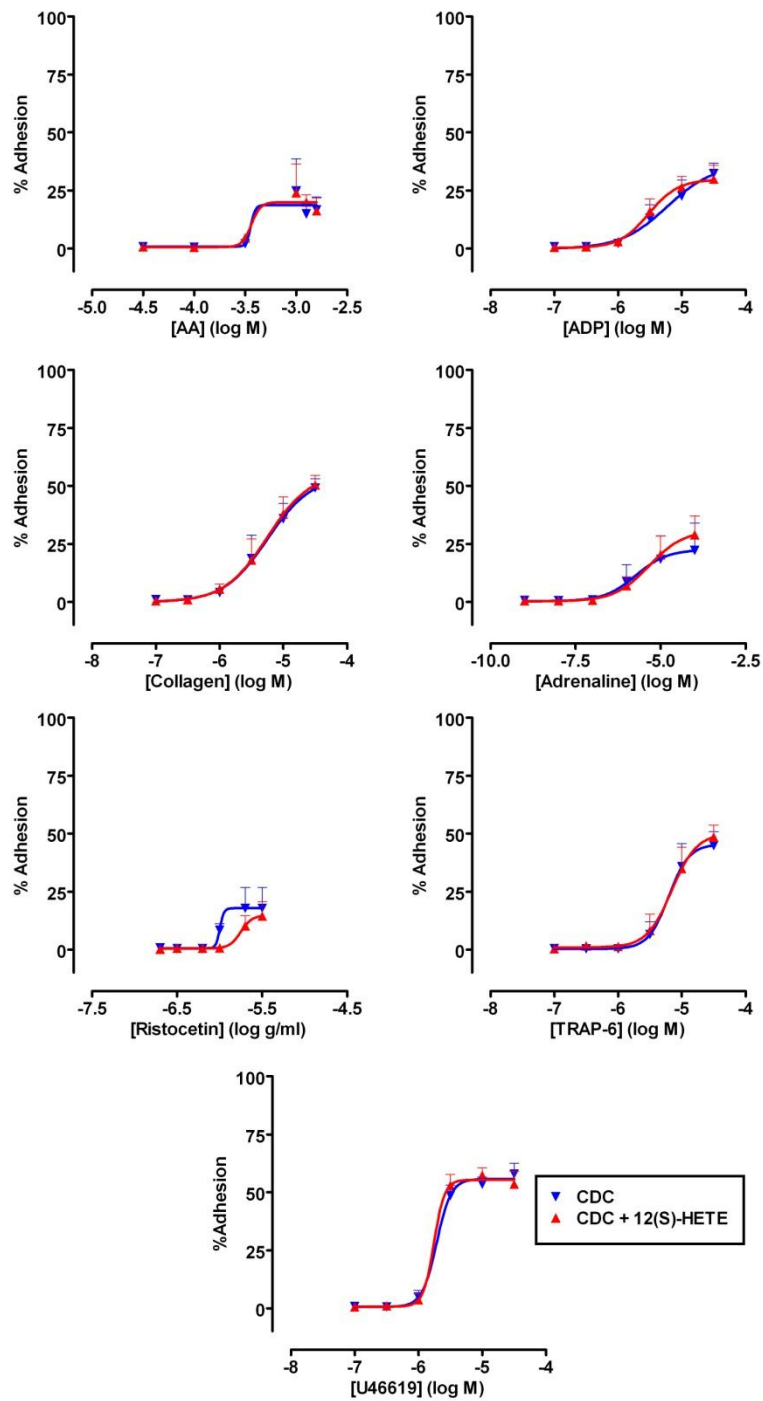 100
75
50
25
0
% Adhesion
-5.0 -4.5 -4.0 -3.5 -3.0 -2.5
[AA] (log M)
100
75
50
25
0
% Adhesion
-8 -7 -6 -5 -4
[ADP] (log M)
100
75
50
25
0
% Adhesion
-8 -7 -6 -5 -4
[Collagen] (log M)
100
75
50
25
0
% Adhesion
-10.0 -7.5 -5.0 -2.5
[Adrenaline] (log M)
100
75
50
25
0
% Adhesion
-7.5 -6.5 -5.5 -4.5
[Ristocetin] (log g/ml)
100
75
50
25
0
% Adhesion
-8 -7 -6 -5 -4
[TRAP-6] (log M)
100
75
50
25
0
%Adhesion
-8 -7 -6 -5 -4
[U46619] (log M)
CDC
CDC + 12(S)-HETE